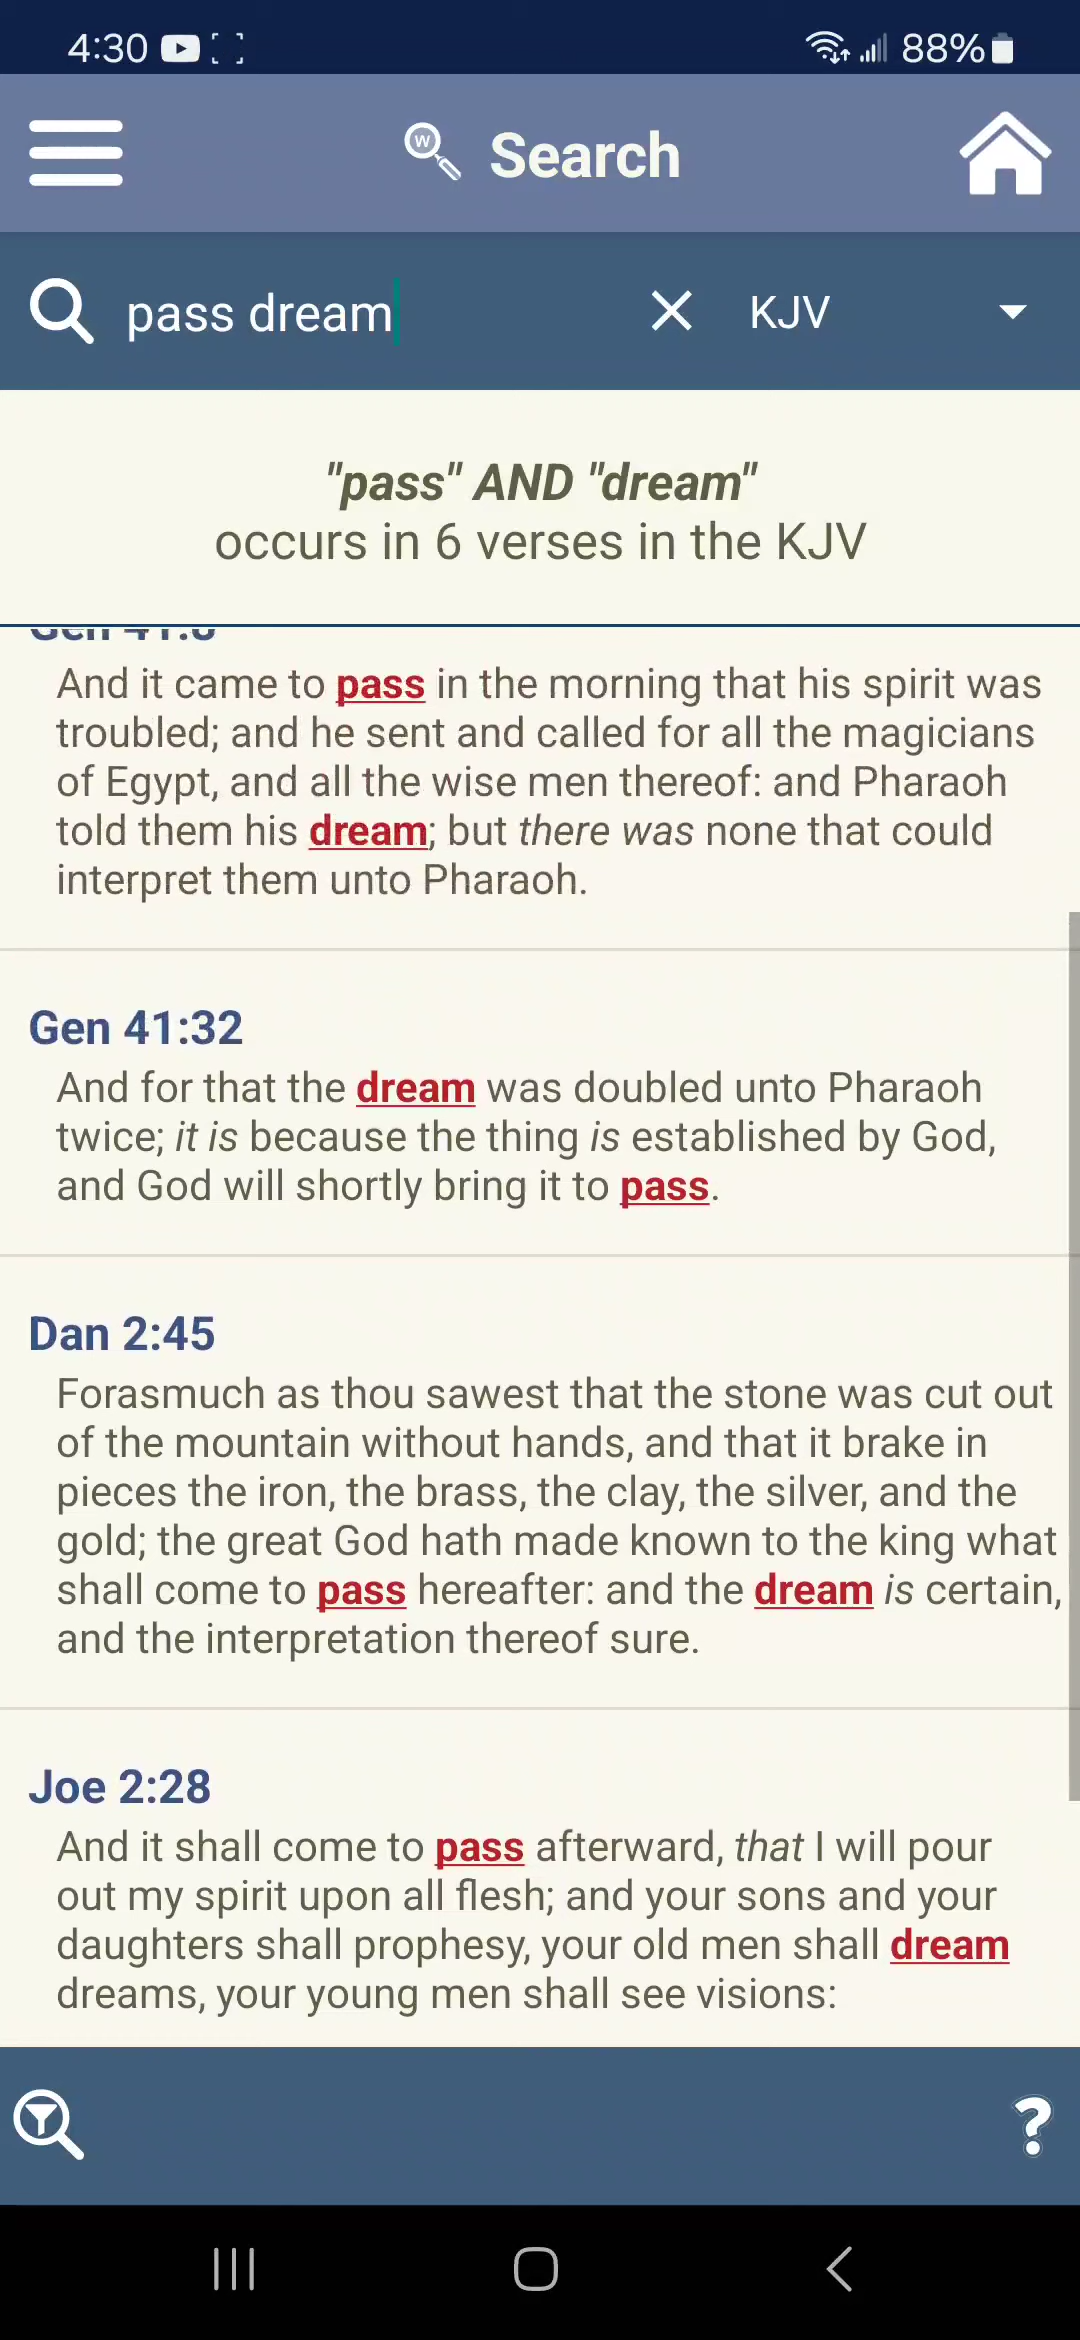 4:30
88%
W
Search
pass dream
KJV
"pass" AND "dream"
occurs in 6 verses in the KJV
Gen 41:8
And it came to pass in the morning that his spirit was
troubled; and he sent and called for all the magicians
of Egypt, and all the wise men thereof: and Pharaoh
told them his dream; but there was none that could
interpret them unto Pharaoh.
Gen 41:32
And for that the dream was doubled unto Pharaoh
twice; it is because the thing is established by God,
and God will shortly bring it to pass.
Dan 2:45
Forasmuch as thou sawest that the stone was cut out
of the mountain without hands, and that it brake in
pieces the iron, the brass, the clay, the silver, and the
gold; the great God hath made known to the king what
shall come to pass hereafter: and the dream is certain,
and the interpretation thereof sure.
Joe 2:28
And it shall come to pass afterward, that I will pour
out my spirit upon all flesh; and your sons and your
daughters shall prophesy, your old men shall dream
dreams, your young men shall see visions:
?